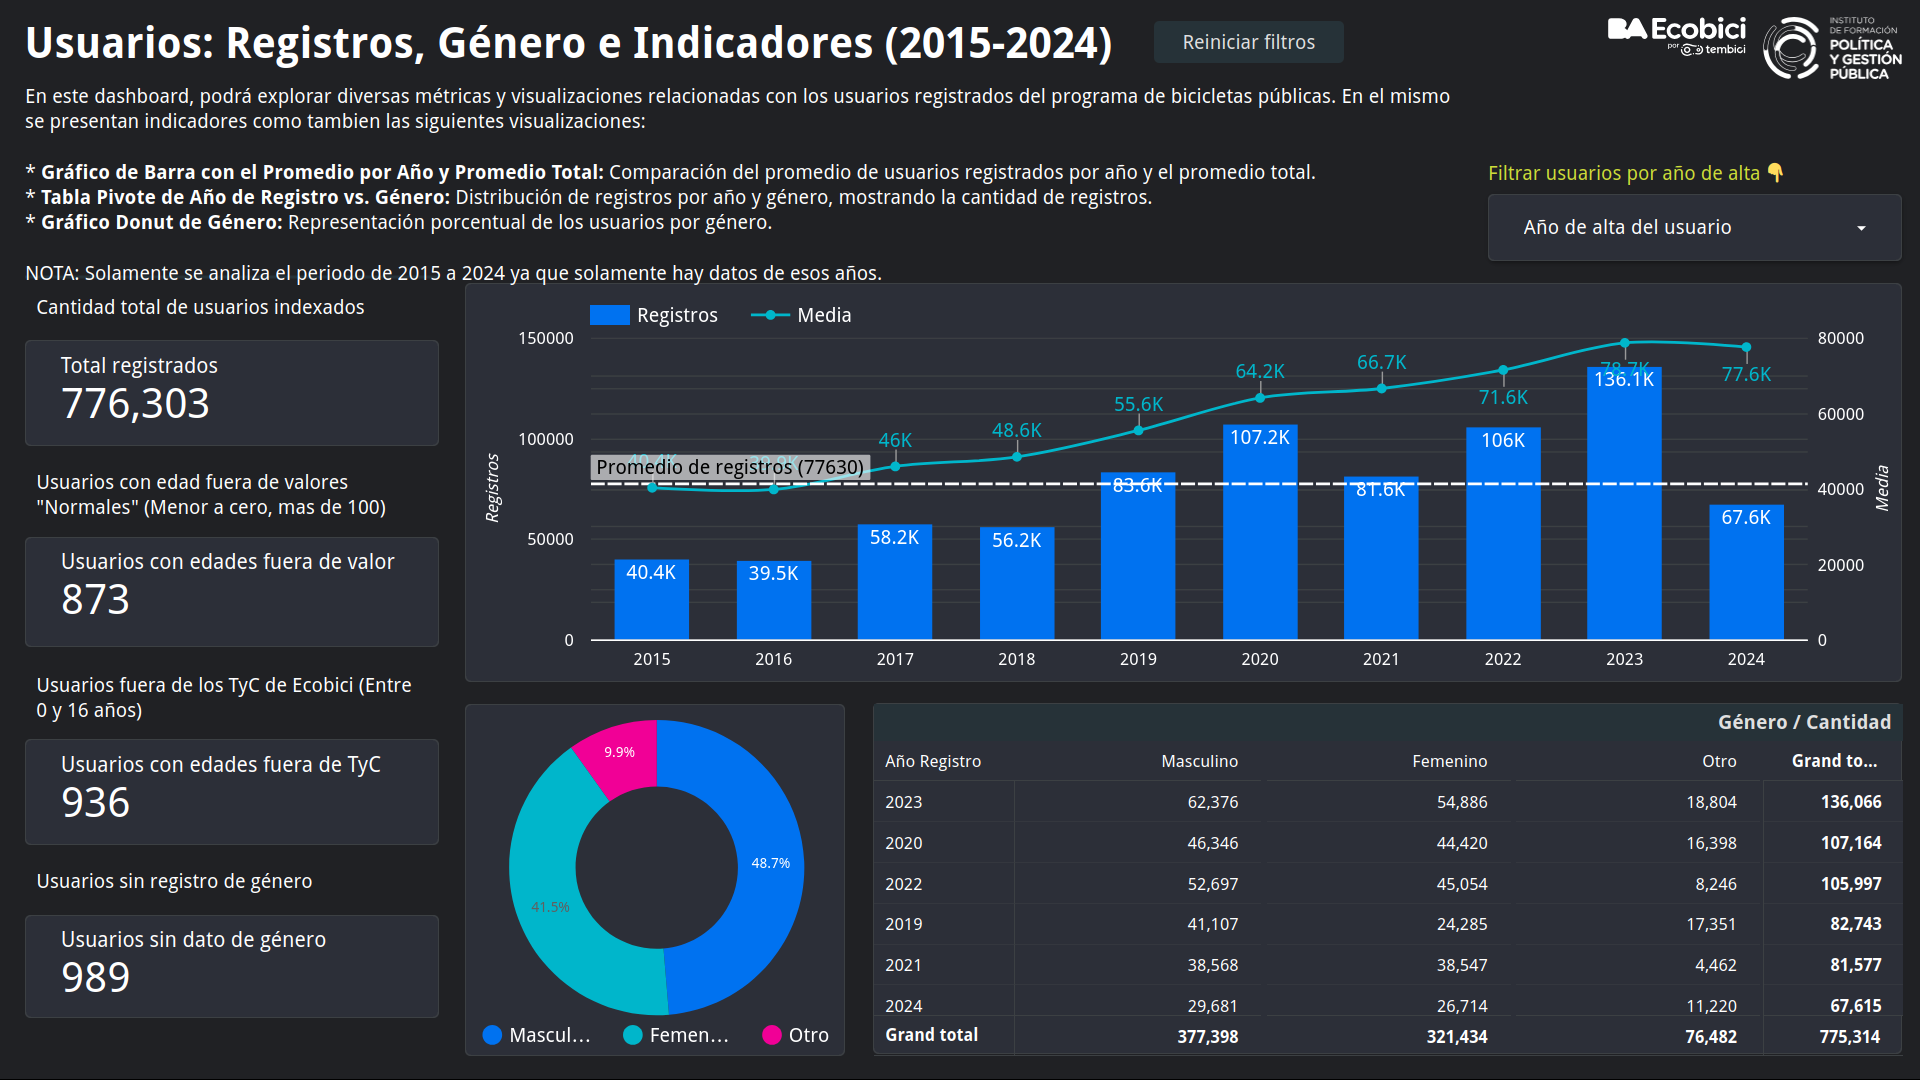 Usuarios: Registros, Género e Indicadores (2015-2024)
Reiniciar filtros
BA Ecobici
por tembici
INSTITUTO
DE FORMACIÓN
POLÍTICA
Y GESTIÓN
PÚBLICA
En este dashboard, podrá explorar diversas métricas y visualizaciones relacionadas con los usuarios registrados del programa de bicicletas públicas. En el mismo
se presentan indicadores como tambien las siguientes visualizaciones:
* Gráfico de Barra con el Promedio por Año y Promedio Total: Comparación del promedio de usuarios registrados por año y el promedio total.
* Tabla Pivote de Año de Registro vs. Género: Distribución de registros por año y género, mostrando la cantidad de registros.
* Gráfico Donut de Género: Representación porcentual de los usuarios por género.
NOTA: Solamente se analiza el periodo de 2015 a 2024 ya que solamente hay datos de esos años.
Filtrar usuarios por año de alta 👇
Año de alta del usuario
Cantidad total de usuarios indexados
Total registrados
776,303
Usuarios con edad fuera de valores
"Normales" (Menor a cero, mas de 100)
Usuarios con edades fuera de valor
873
Usuarios fuera de los TyC de Ecobici (Entre
0 y 16 años)
Usuarios con edades fuera de TyC
936
Usuarios sin registro de género
Usuarios sin dato de género
989
Registros Media
150000
100000
50000
0
Registros
80000
60000
40000
20000
0
Media
40.4K 39.9K 46K 48.6K 55.6K 64.2K 66.7K 71.6K 78.7K 77.6K
Promedio de registros (77630)
40.4K 39.5K 58.2K 56.2K 83.6K 107.2K 81.6K 106K 136.1K 67.6K
2015 2016 2017 2018 2019 2020 2021 2022 2023 2024
9.9%
48.7%
41.5%
Mascul... Femen... Otro
Género / Cantidad
Año Registro Masculino Femenino Otro Grand to...
2023 62,376 54,886 18,804 136,066
2020 46,346 44,420 16,398 107,164
2022 52,697 45,054 8,246 105,997
2019 41,107 24,285 17,351 82,743
2021 38,568 38,547 4,462 81,577
2024 29,681 26,714 11,220 67,615
Grand total 377,398 321,434 76,482 775,314